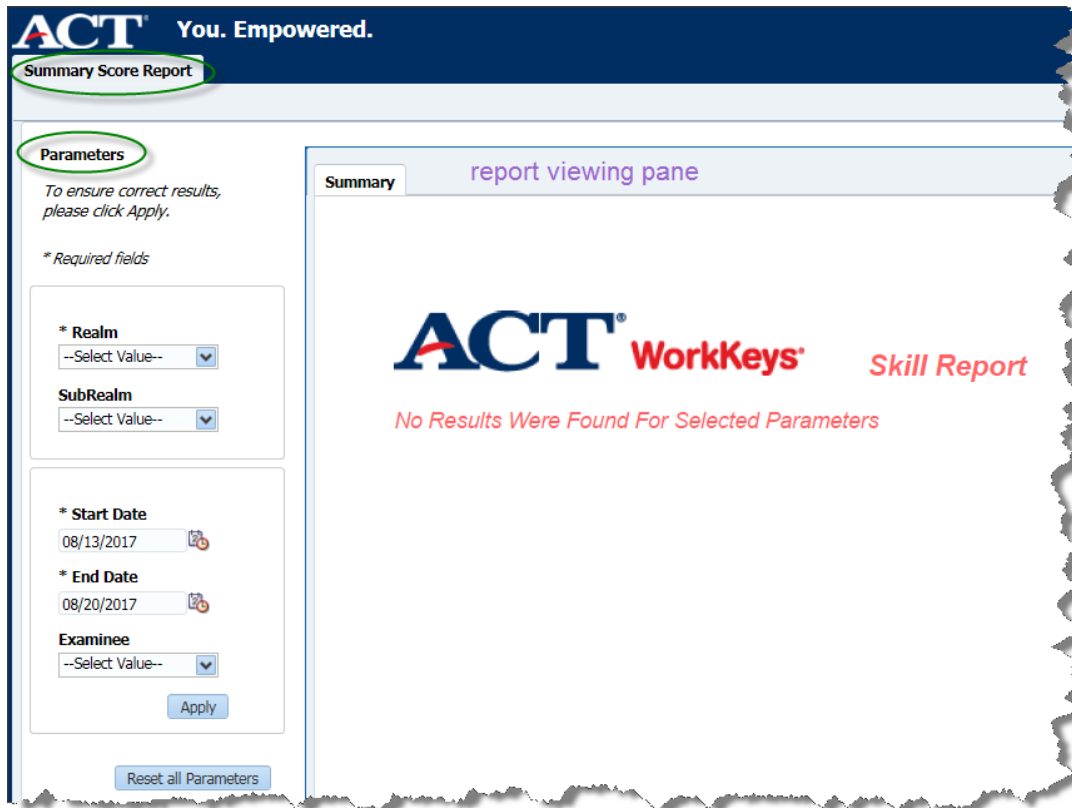 ACT® You. Empowered.
Summary Score Report
Parameters
To ensure correct results,
please click Apply.
* Required fields
* Realm
--Select Value--
SubRealm
--Select Value--
* Start Date
08/13/2017
* End Date
08/20/2017
Examinee
--Select Value--
Apply
Reset all Parameters
Summary
report viewing pane
ACT® WorkKeys® Skill Report
No Results Were Found For Selected Parameters